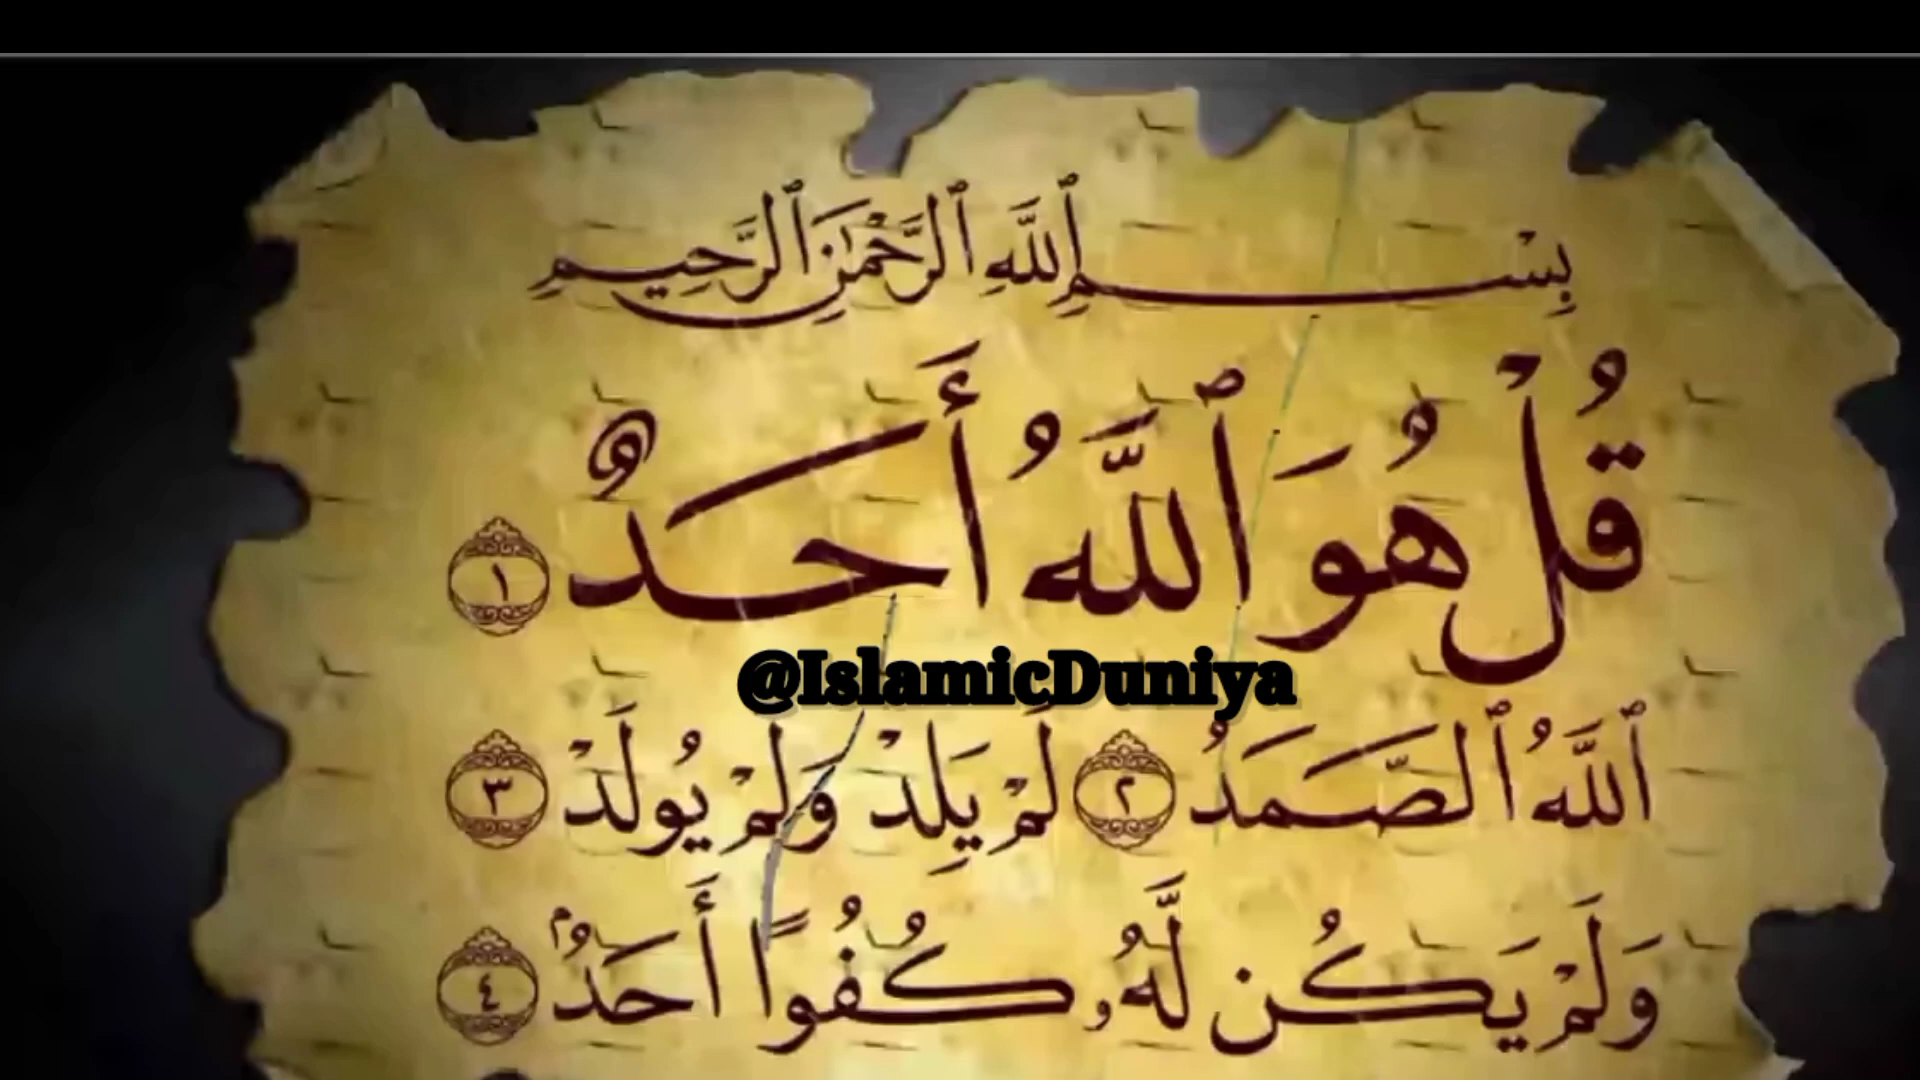 بِسْمِ ٱللَّهِ ٱلرَّحْمَٰنِ ٱلرَّحِيمِ
قُلْ هُوَ ٱللَّهُ أَحَدٌ ١
@IslamicDuniya
ٱللَّهُ ٱلصَّمَدُ ٢ لَمْ يَلِدْ وَلَمْ يُولَدْ ٣
وَلَمْ يَكُن لَّهُۥ كُفُوًا أَحَدٌۢ ٤